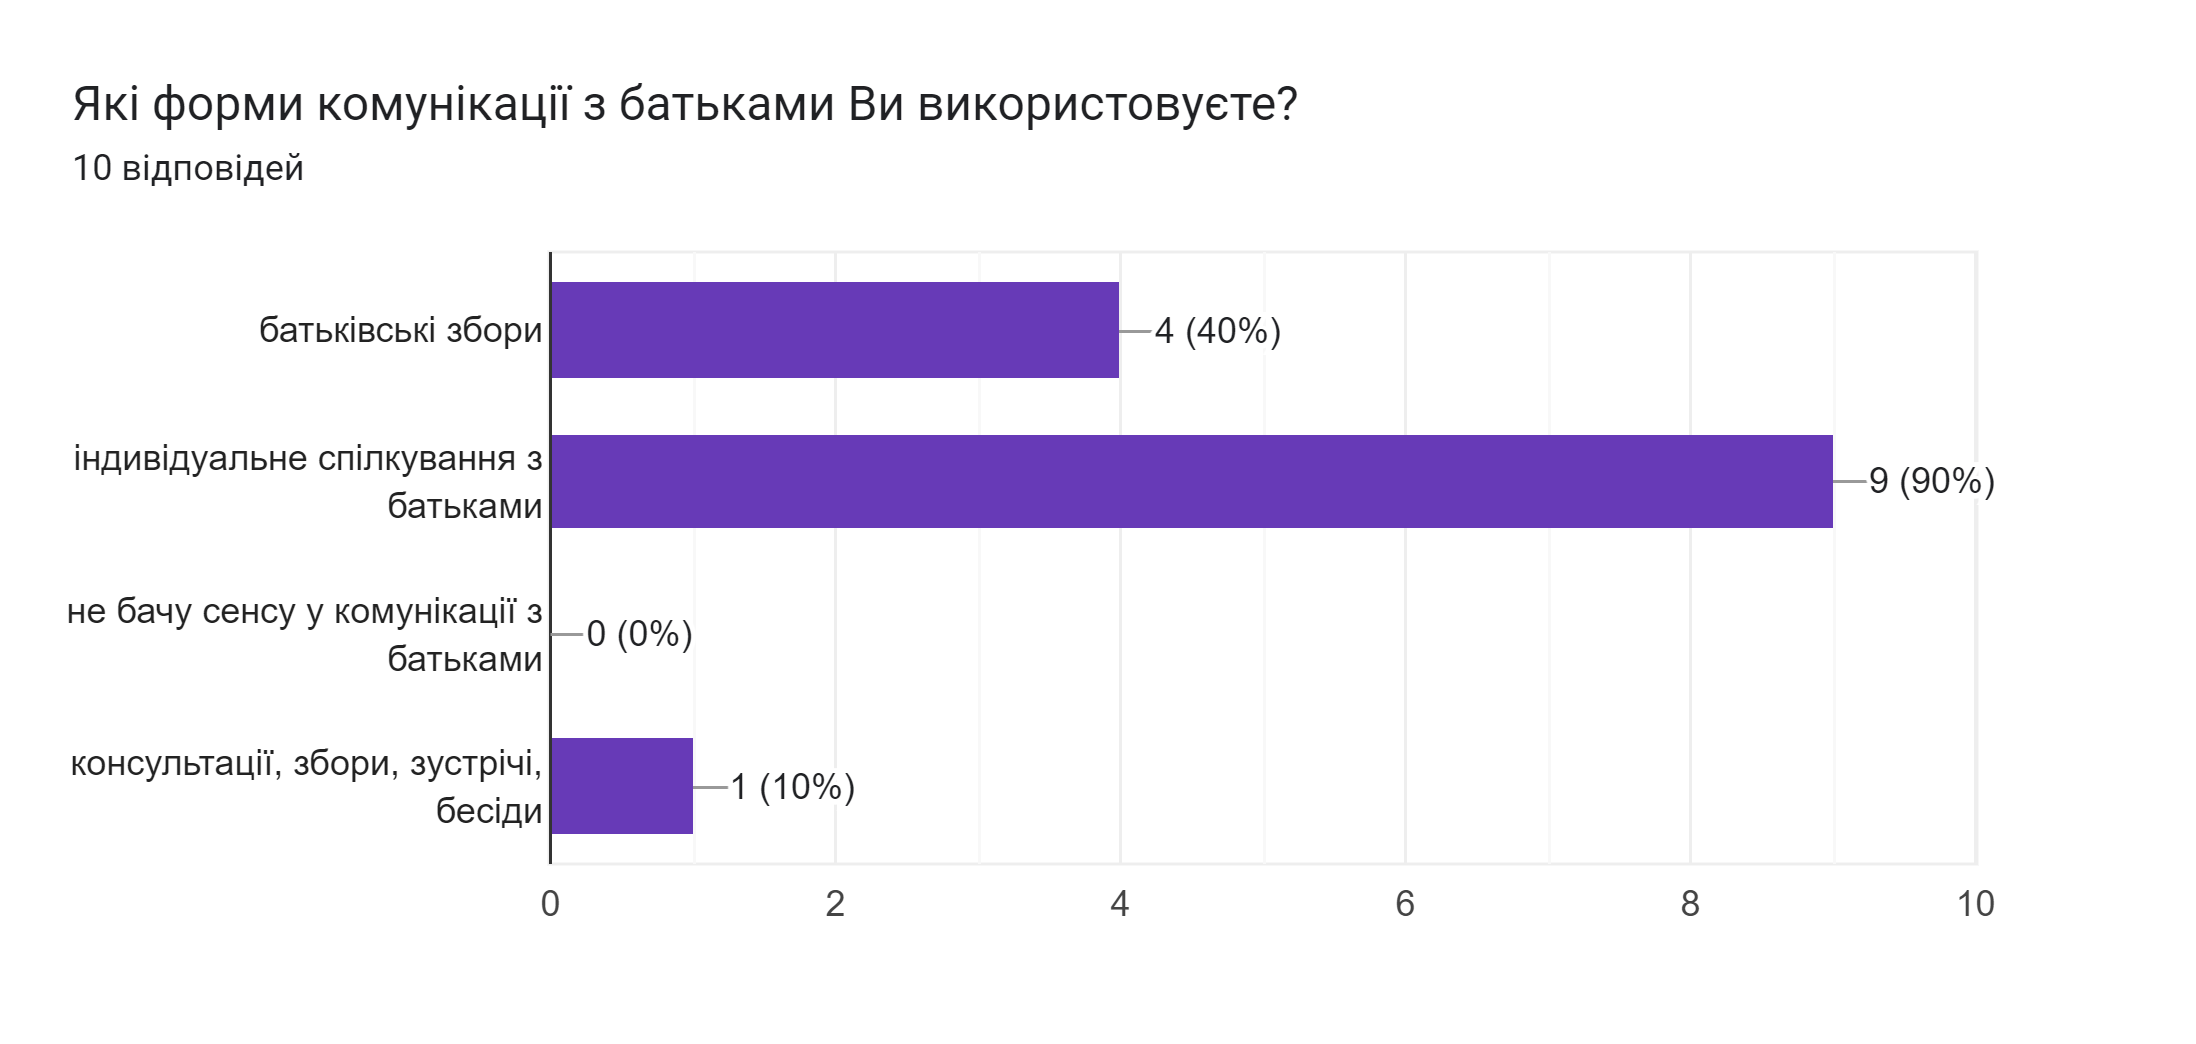 Які форми комунікації з батьками Ви використовуєте?
10 відповідей
батьківські збори
4 (40%)
індивідуальне спілкування з
батьками
9 (90%)
не бачу сенсу у комунікації з
батьками
0 (0%)
консультації, збори, зустрічі,
бесіди
1 (10%)
0 2 4 6 8 10